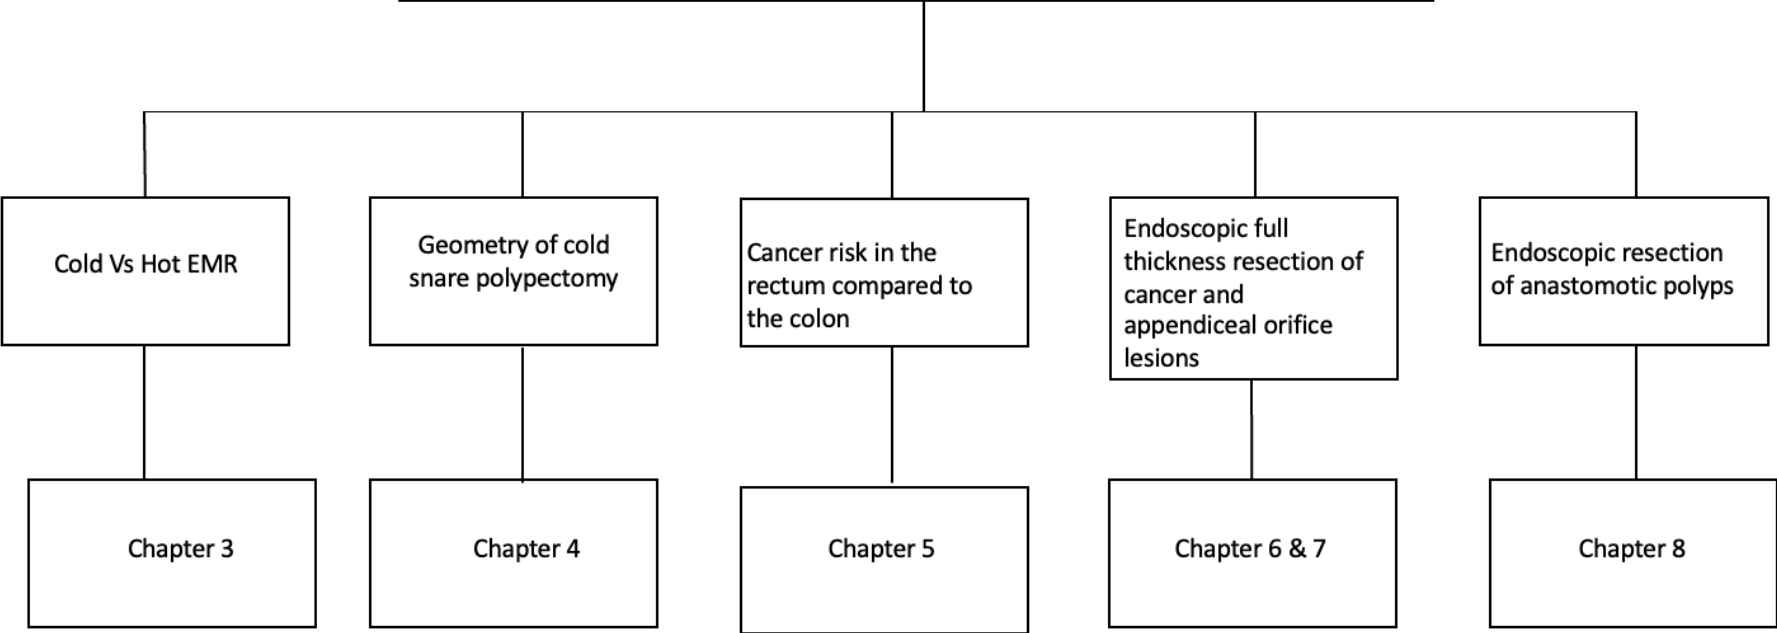 Cold Vs Hot EMR
Geometry of cold
snare polypectomy
Cancer risk in the
rectum compared to
the colon
Endoscopic full
thickness resection of
cancer and
appendiceal orifice
lesions
Endoscopic resection
of anastomotic polyps
Chapter 3
Chapter 4
Chapter 5
Chapter 6 & 7
Chapter 8